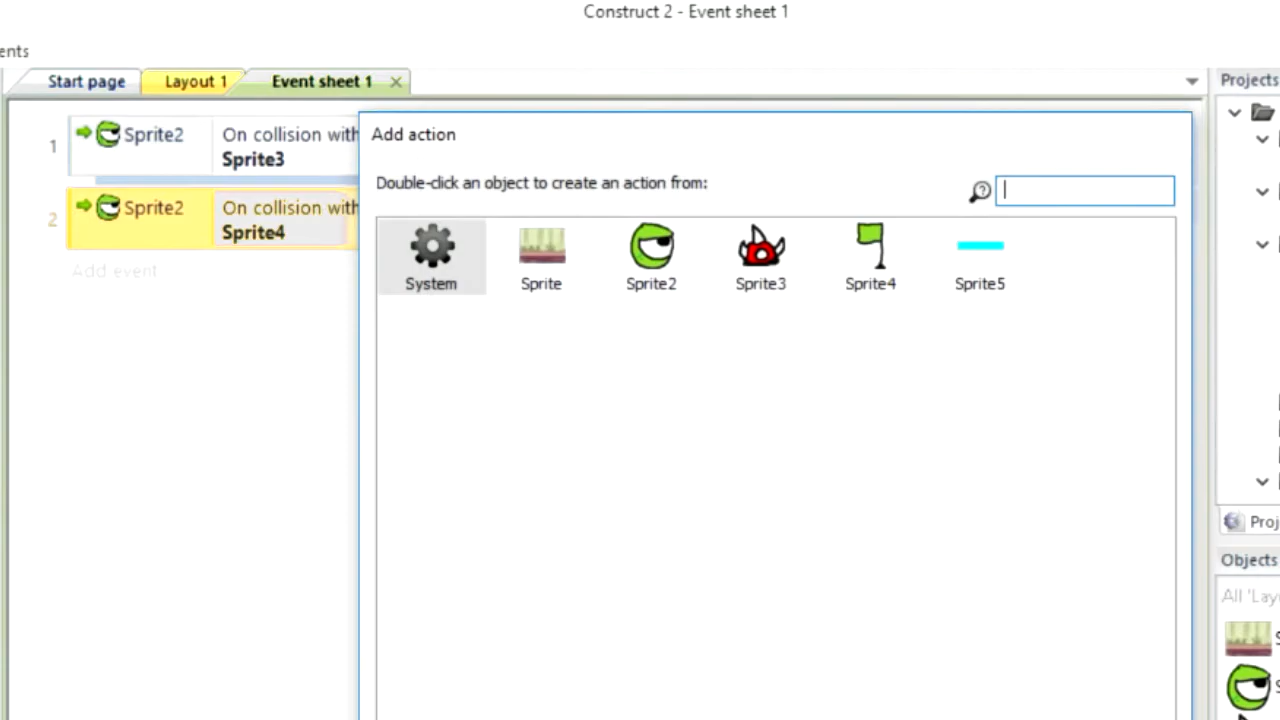 Construct 2 - Event sheet 1
ents
Start page
Layout 1
Event sheet 1
Projects
1
Sprite2
On collision with
Sprite3
2
Sprite2
On collision with
Sprite4
Add event
Add action
Double-click an object to create an action from:
System
Sprite
Sprite2
Sprite3
Sprite4
Sprite5
Proj
Objects
All 'Layo
S
S